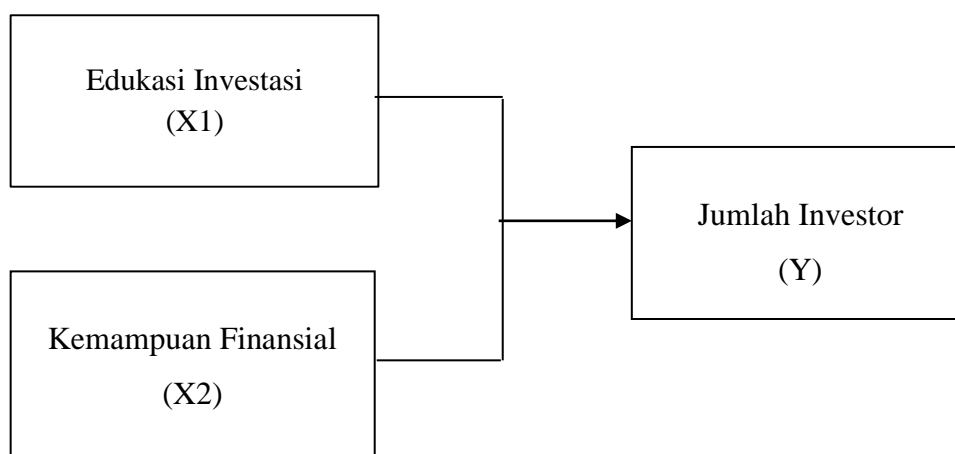 Edukasi Investasi
(X1)
Jumlah Investor
(Y)
Kemampuan Finansial
(X2)